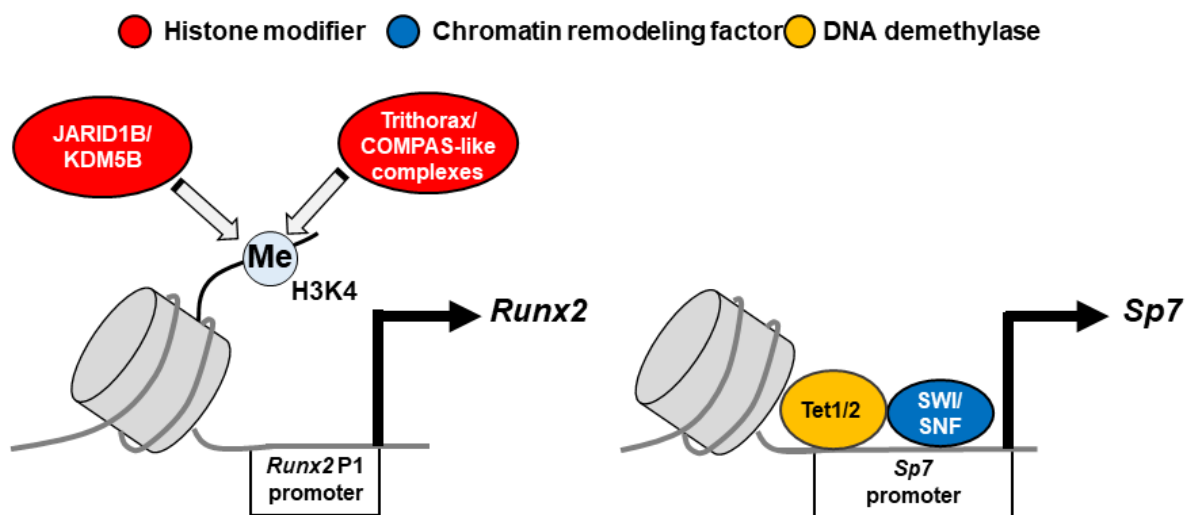 Histone modifier
Chromatin remodeling factor
DNA demethylase
JARID1B/
KDM5B
Trithorax/
COMPAS-like
complexes
Me
H3K4
Runx2
Runx2 P1
promoter
Sp7
Tet1/2
SWI/
SNF
Sp7
promoter